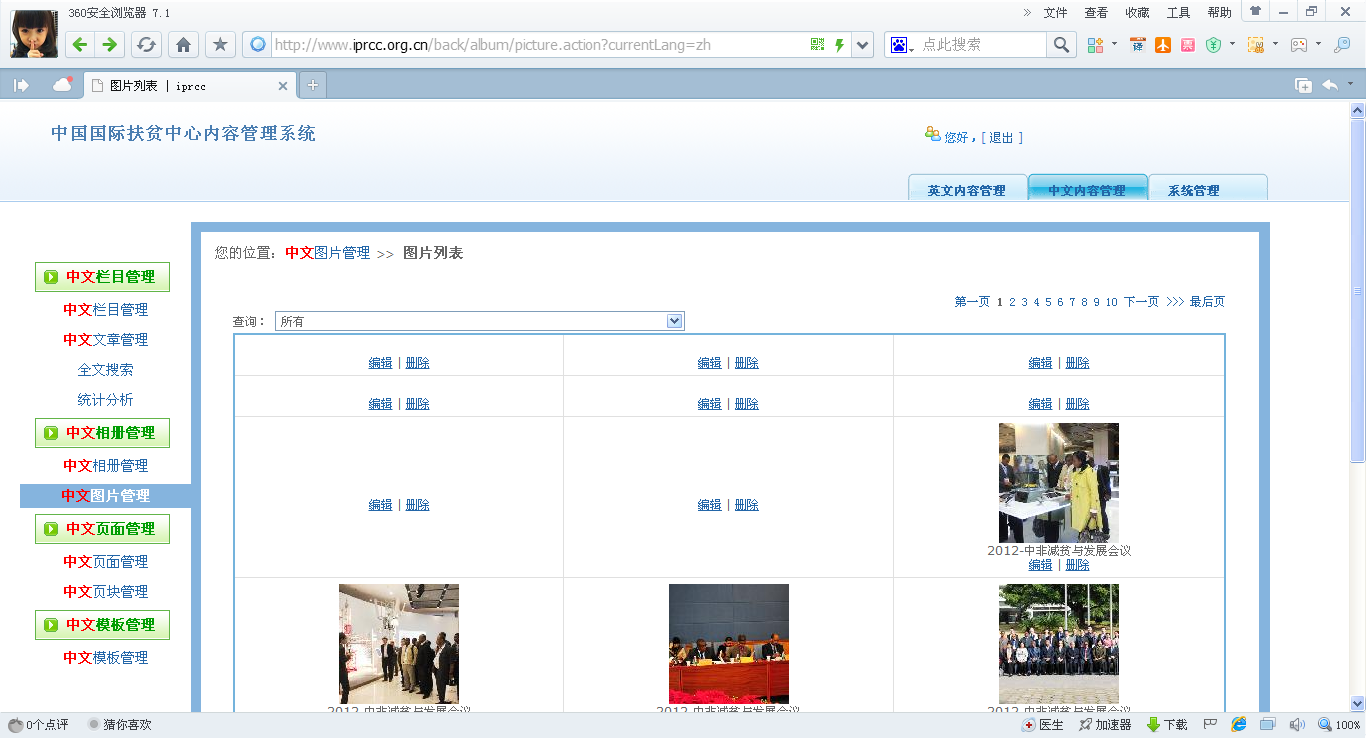 360安全浏览器 7.1
» 文件 查看 收藏 工具 帮助
http://www.iprcc.org.cn/back/album/picture.action?currentLang=zh
点此搜索
译
票
图片列表 | iprcc
中国国际扶贫中心内容管理系统
您好，[ 退出 ]
英文内容管理 中文内容管理 系统管理
中文栏目管理
中文栏目管理
中文文章管理
全文搜索
统计分析
中文相册管理
中文相册管理
中文图片管理
中文页面管理
中文页面管理
中文页块管理
中文模板管理
中文模板管理
您的位置：中文图片管理 >> 图片列表
第一页 1 2 3 4 5 6 7 8 9 10 下一页 >>> 最后页
查询： 所有
编辑 | 删除 编辑 | 删除 编辑 | 删除
编辑 | 删除 编辑 | 删除 编辑 | 删除
2012-中非减贫与发展会议
编辑 | 删除 编辑 | 删除 编辑 | 删除
2012-中非减贫与发展会议 2012-中非减贫与发展会议 2012-中非减贫与发展会议
0个点评 猜你喜欢 医生 加速器 下载 100%